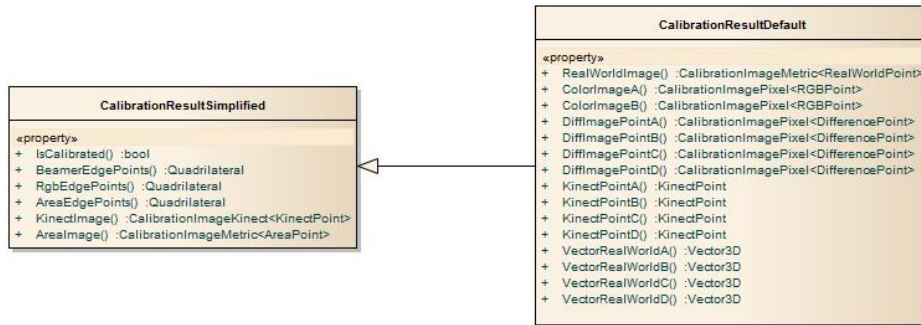 CalibrationResultSimplified
«property»
+ IsCalibrated() :bool
+ BeamerEdgePoints() :Quadrilateral
+ RgbEdgePoints() :Quadrilateral
+ AreaEdgePoints() :Quadrilateral
+ KinectImage() :CalibrationImageKinect<KinectPoint>
+ AreaImage() :CalibrationImageMetric<AreaPoint>
CalibrationResultDefault
«property»
+ RealWorldImage() :CalibrationImageMetric<RealWorldPoint>
+ ColorImageA() :CalibrationImagePixel<RGBPoint>
+ ColorImageB() :CalibrationImagePixel<RGBPoint>
+ DiffImagePointA() :CalibrationImagePixel<DifferencePoint>
+ DiffImagePointB() :CalibrationImagePixel<DifferencePoint>
+ DiffImagePointC() :CalibrationImagePixel<DifferencePoint>
+ DiffImagePointD() :CalibrationImagePixel<DifferencePoint>
+ KinectPointA() :KinectPoint
+ KinectPointB() :KinectPoint
+ KinectPointC() :KinectPoint
+ KinectPointD() :KinectPoint
+ VectorRealWorldA() :Vector3D
+ VectorRealWorldB() :Vector3D
+ VectorRealWorldC() :Vector3D
+ VectorRealWorldD() :Vector3D